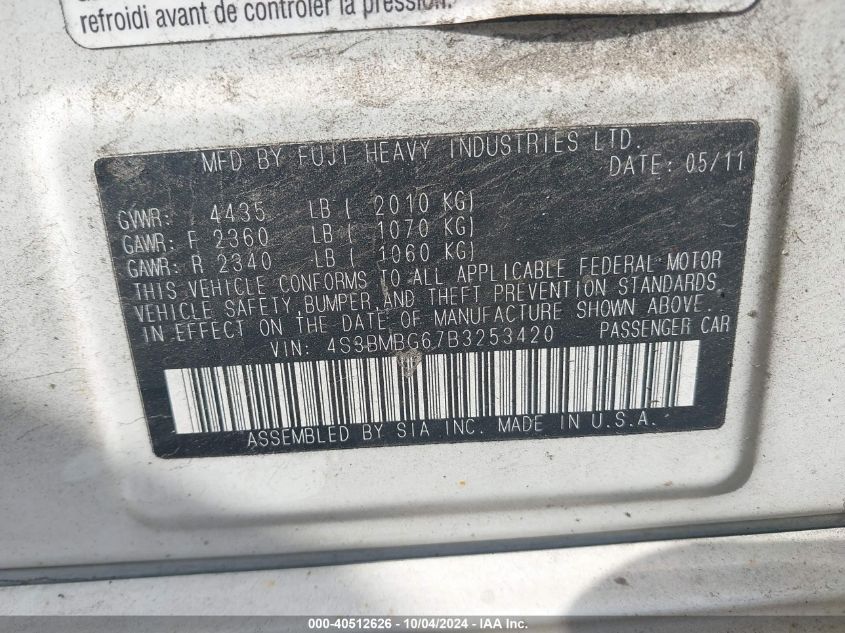 refroidi avant de contrôler la pression.
MFD BY FUJI HEAVY INDUSTRIES LTD.
DATE: 05/11
GVWR: 4435 LB ( 2010 KG)
GAWR: F 2360 LB ( 1070 KG)
GAWR: R 2340 LB ( 1060 KG)
THIS VEHICLE CONFORMS TO ALL APPLICABLE FEDERAL MOTOR
VEHICLE SAFETY,BUMPER,AND THEFT PREVENTION STANDARDS
IN EFFECT ON THE DATE OF MANUFACTURE SHOWN ABOVE.
VIN: 4S3BMBG67B3253420 PASSENGER CAR
ASSEMBLED BY SIA INC. MADE IN U.S.A.
000-40512626 - 10/04/2024 - IAA Inc.